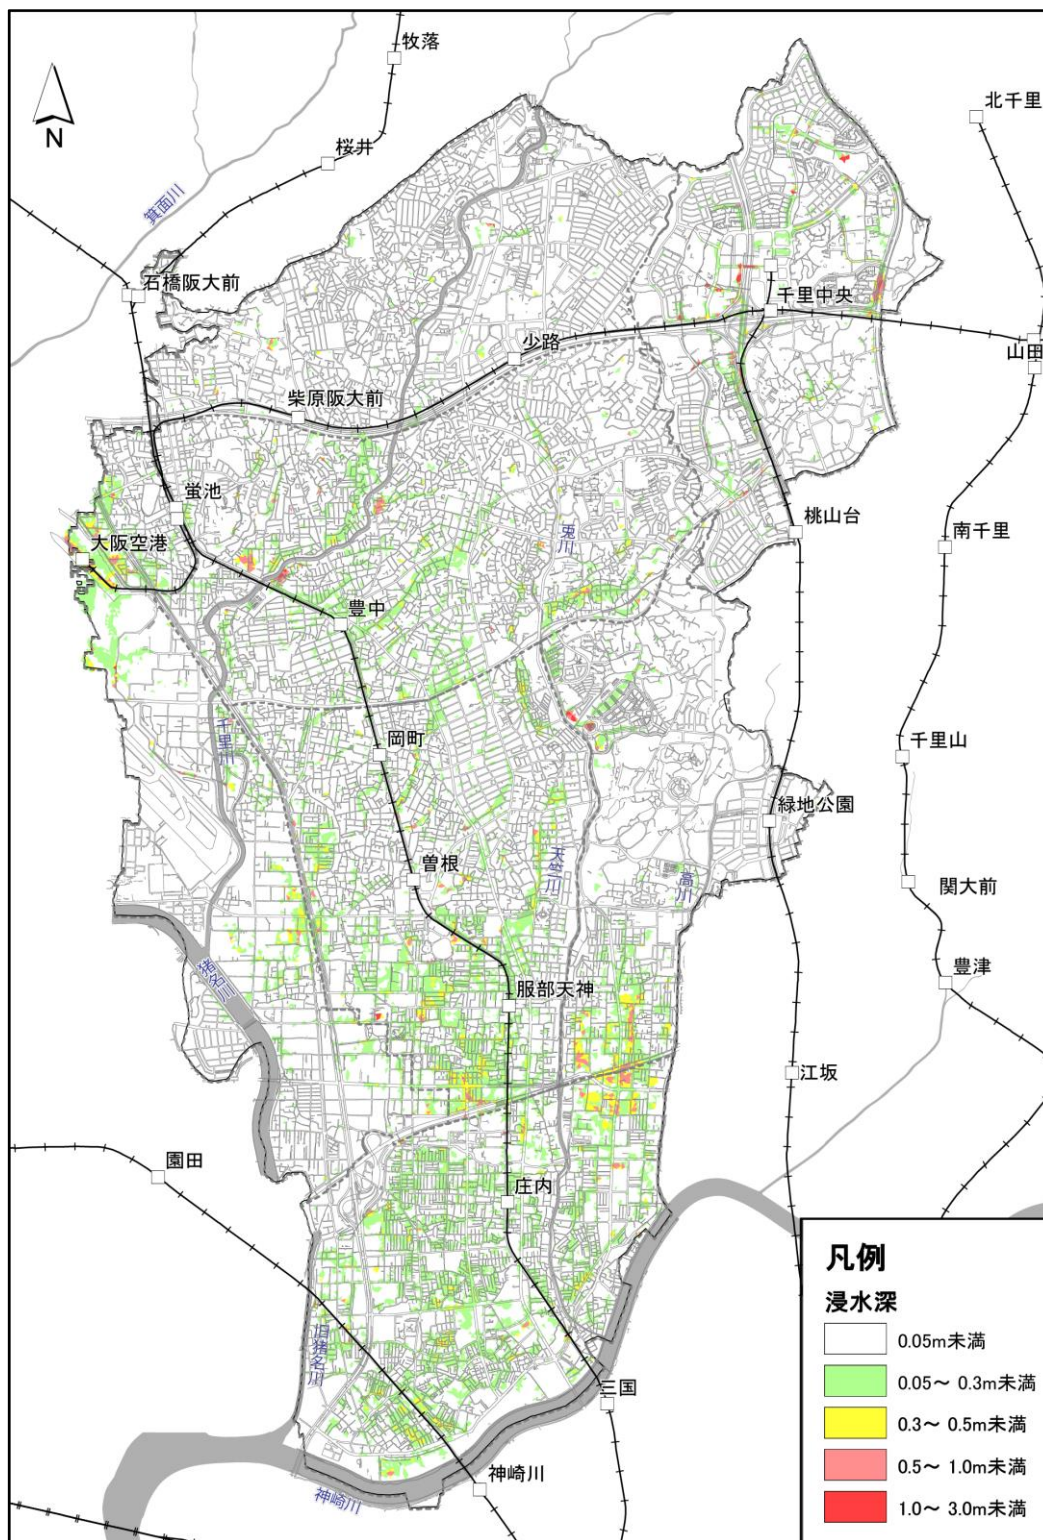 牧落
北千里
桜井
箕面川
石橋阪大前
千里中央
少路
山田
柴原阪大前
蛍池
桃山台
大阪空港
兎川
南千里
豊中
千里川
岡町
千里山
緑地公園
曽根
天竺川
高川
関大前
猪名川
豊津
服部天神
江坂
園田
庄内
旧猪名川
三国
神崎川
神崎川
N
凡例
浸水深
0.05m未満
0.05～ 0.3m未満
0.3～ 0.5m未満
0.5～ 1.0m未満
1.0～ 3.0m未満